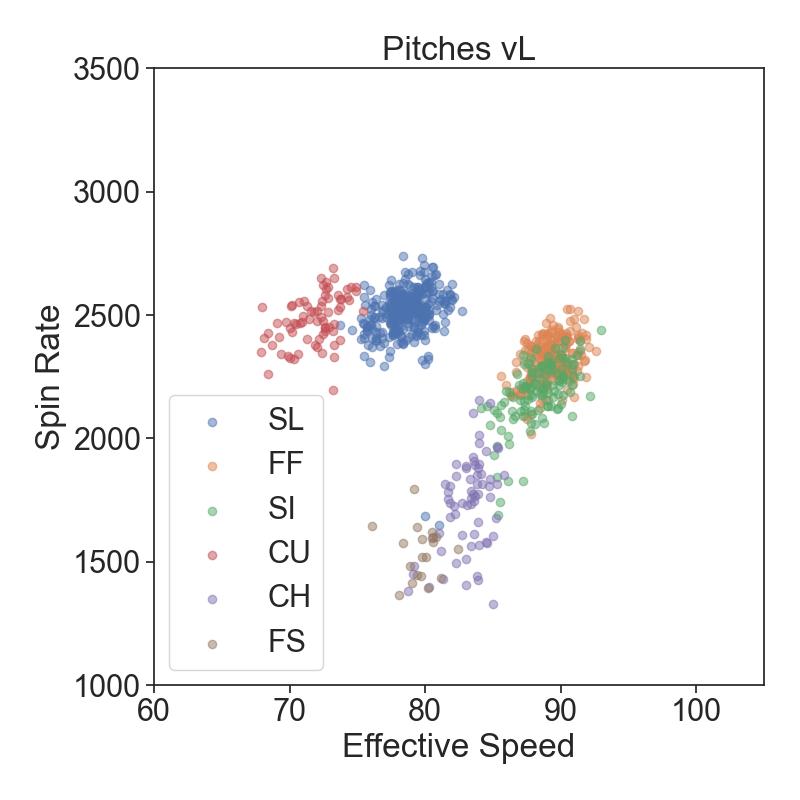 Pitches vL
3500
3000
2500
2000
1500
1000
Spin Rate
SL
FF
SI
CU
CH
FS
60 70 80 90 100
Effective Speed